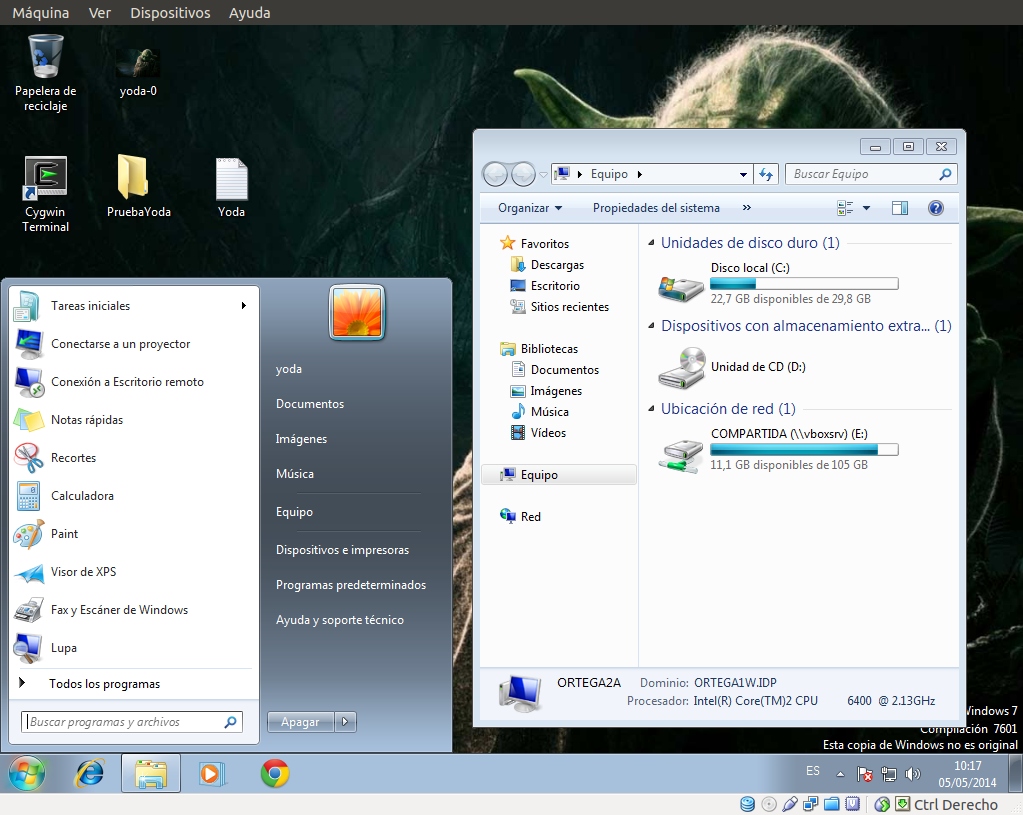 Máquina Ver Dispositivos Ayuda
Papelera de
reciclaje
yoda-0
Cygwin
Terminal
PruebaYoda
Yoda
Equipo
Buscar Equipo
Organizar
Propiedades del sistema
»
Favoritos
Descargas
Escritorio
Sitios recientes
Bibliotecas
Documentos
Imágenes
Música
Vídeos
Equipo
Red
Unidades de disco duro (1)
Disco local (C:)
22,7 GB disponibles de 29,8 GB
Dispositivos con almacenamiento extra... (1)
Unidad de CD (D:)
Ubicación de red (1)
COMPARTIDA (\\vboxsrv) (E:)
11,1 GB disponibles de 105 GB
ORTEGA2A Dominio: ORTEGA1W.IDP
Procesador: Intel(R) Core(TM)2 CPU 6400 @ 2.13GHz
Tareas iniciales
Conectarse a un proyector
Conexión a Escritorio remoto
Notas rápidas
Recortes
Calculadora
Paint
Visor de XPS
Fax y Escáner de Windows
Lupa
Todos los programas
Buscar programas y archivos
yoda
Documentos
Imágenes
Música
Equipo
Dispositivos e impresoras
Programas predeterminados
Ayuda y soporte técnico
Apagar
Windows 7
Compilación 7601
Esta copia de Windows no es original
ES
10:17
05/05/2014
Ctrl Derecho